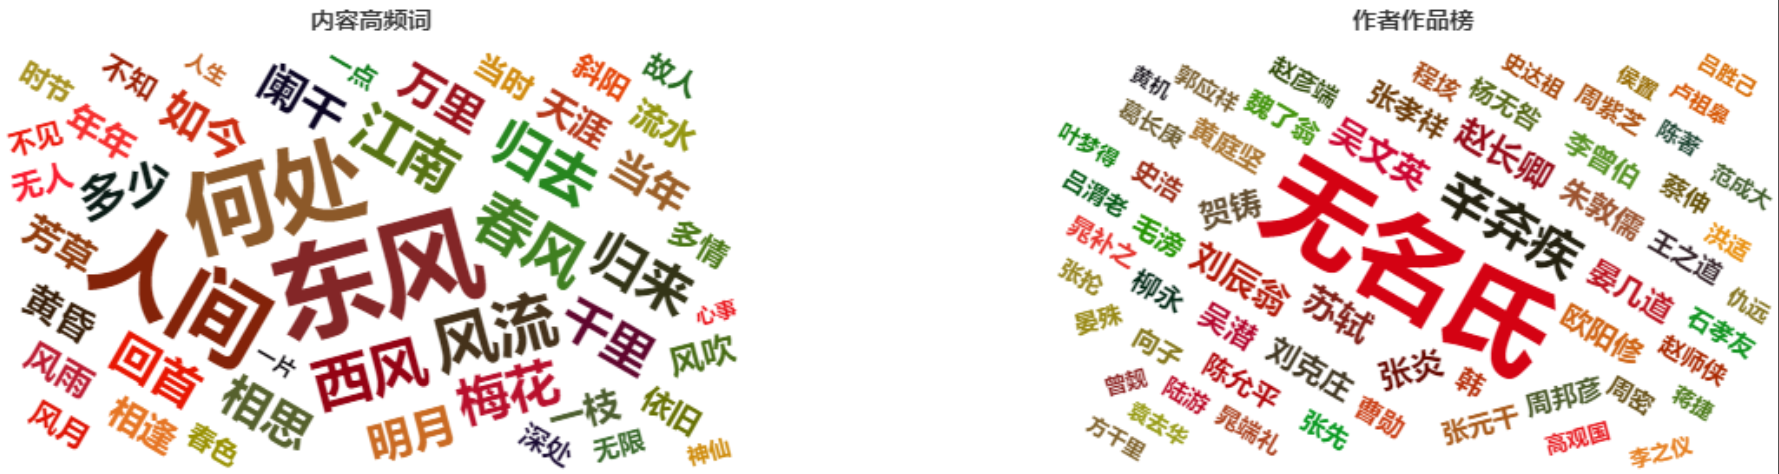 内容高频词
时节
不知
人生
阑干
一点
万里
当时
斜阳
故人
不见
年年
如今
江南
归去
天涯
流水
无人
多少
何处
当年
芳草
人间
东风
春风
归来
多情
黄昏
风雨
回首
一片
西风
风流
千里
心事
风吹
风月
相逢
相思
春色
明月
梅花
一枝
依旧
深处
无限
神仙
作者作品榜
黄机
郭应祥
赵彦端
程垓
史达祖
侯置
吕胜己
葛长庚
魏了翁
张孝祥
杨无咎
周紫芝
卢祖皋
叶梦得
黄庭坚
吴文英
赵长卿
李曾伯
陈著
吕渭老
史浩
贺铸
无名氏
辛弃疾
朱敦儒
蔡伸
范成大
晁补之
毛滂
刘辰翁
晏几道
王之道
洪适
张抡
柳永
苏轼
欧阳修
石孝友
仇远
晏殊
向子
吴潜
刘克庄
张炎
赵师侠
曾觌
陆游
陈允平
韩
周邦彦
周密
蒋捷
袁去华
晁端礼
张先
曹勋
张元干
方千里
高观国
李之仪